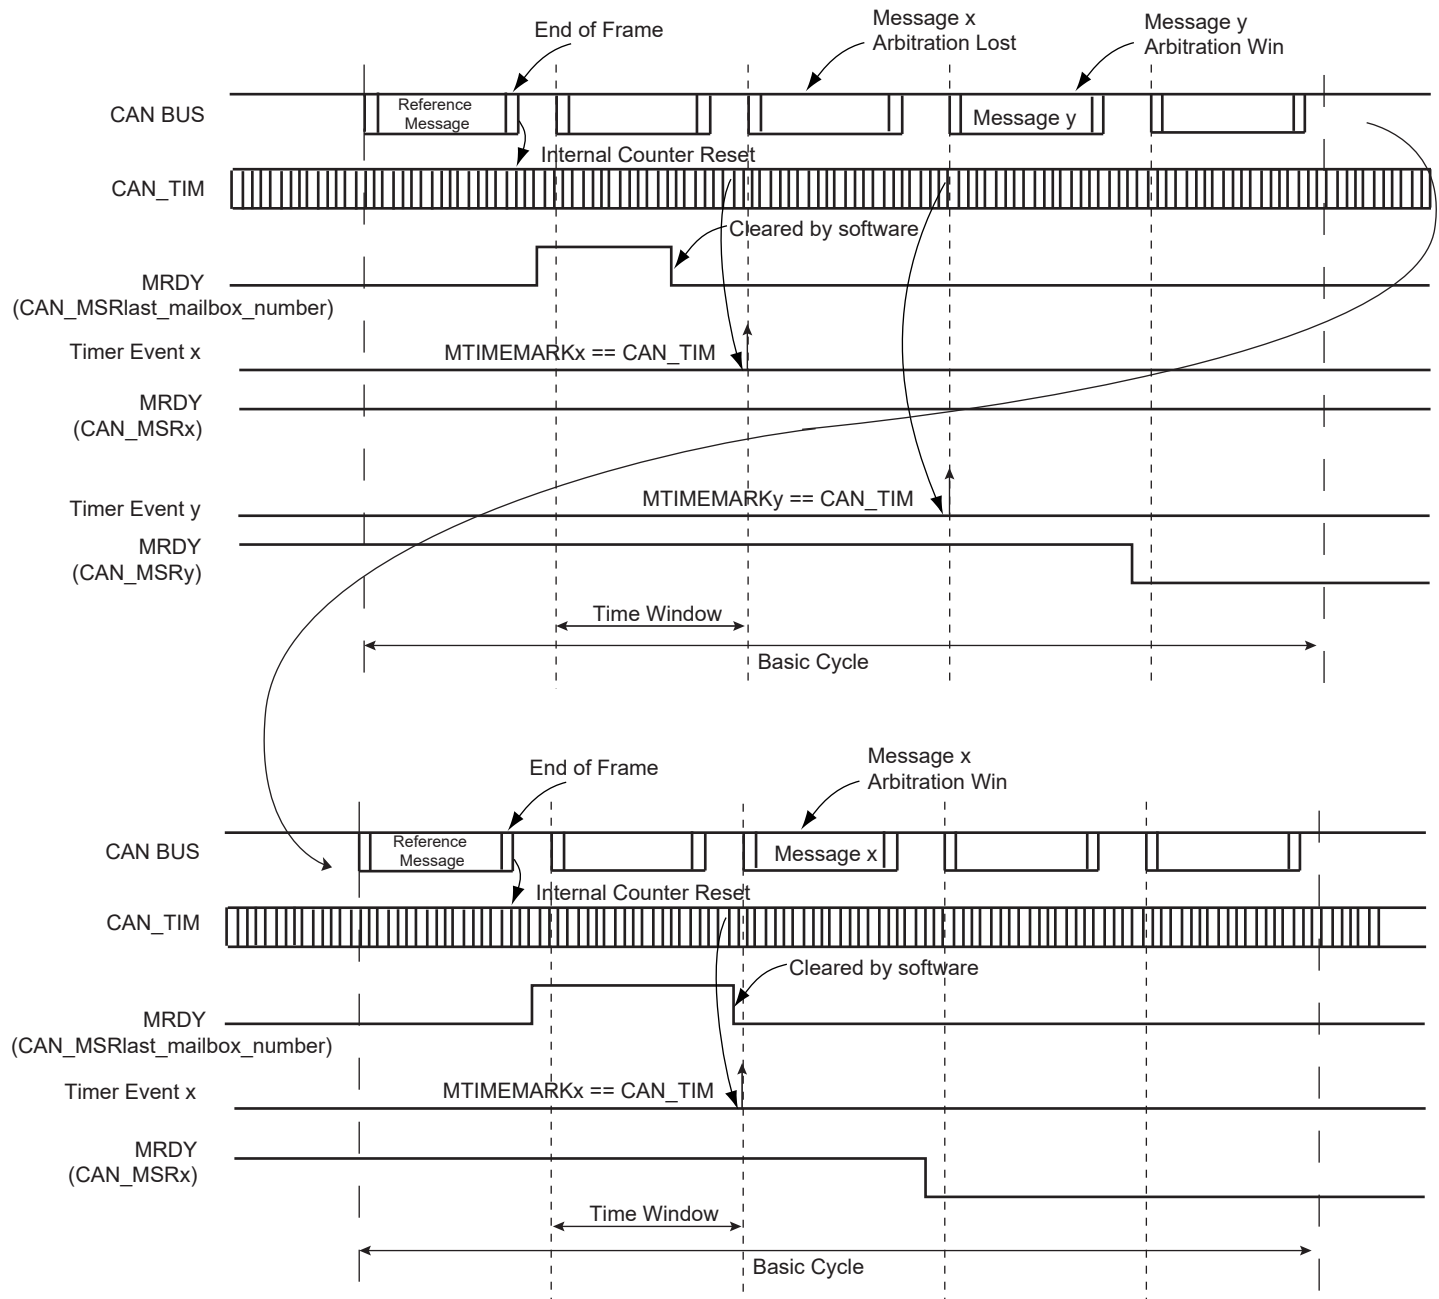 End of Frame
Message x
Arbitration Lost
Message y
Arbitration Win
CAN BUS
Reference
Message
Message y
Internal Counter Reset
CAN_TIM
Cleared by software
MRDY
(CAN_MSRlast_mailbox_number)
Timer Event x
MTIMEMARKx == CAN_TIM
MRDY
(CAN_MSRx)
Timer Event y
MTIMEMARKy == CAN_TIM
MRDY
(CAN_MSRy)
Time Window
Basic Cycle
End of Frame
Message x
Arbitration Win
CAN BUS
Reference
Message
Message x
Internal Counter Reset
CAN_TIM
Cleared by software
MRDY
(CAN_MSRlast_mailbox_number)
Timer Event x
MTIMEMARKx == CAN_TIM
MRDY
(CAN_MSRx)
Time Window
Basic Cycle